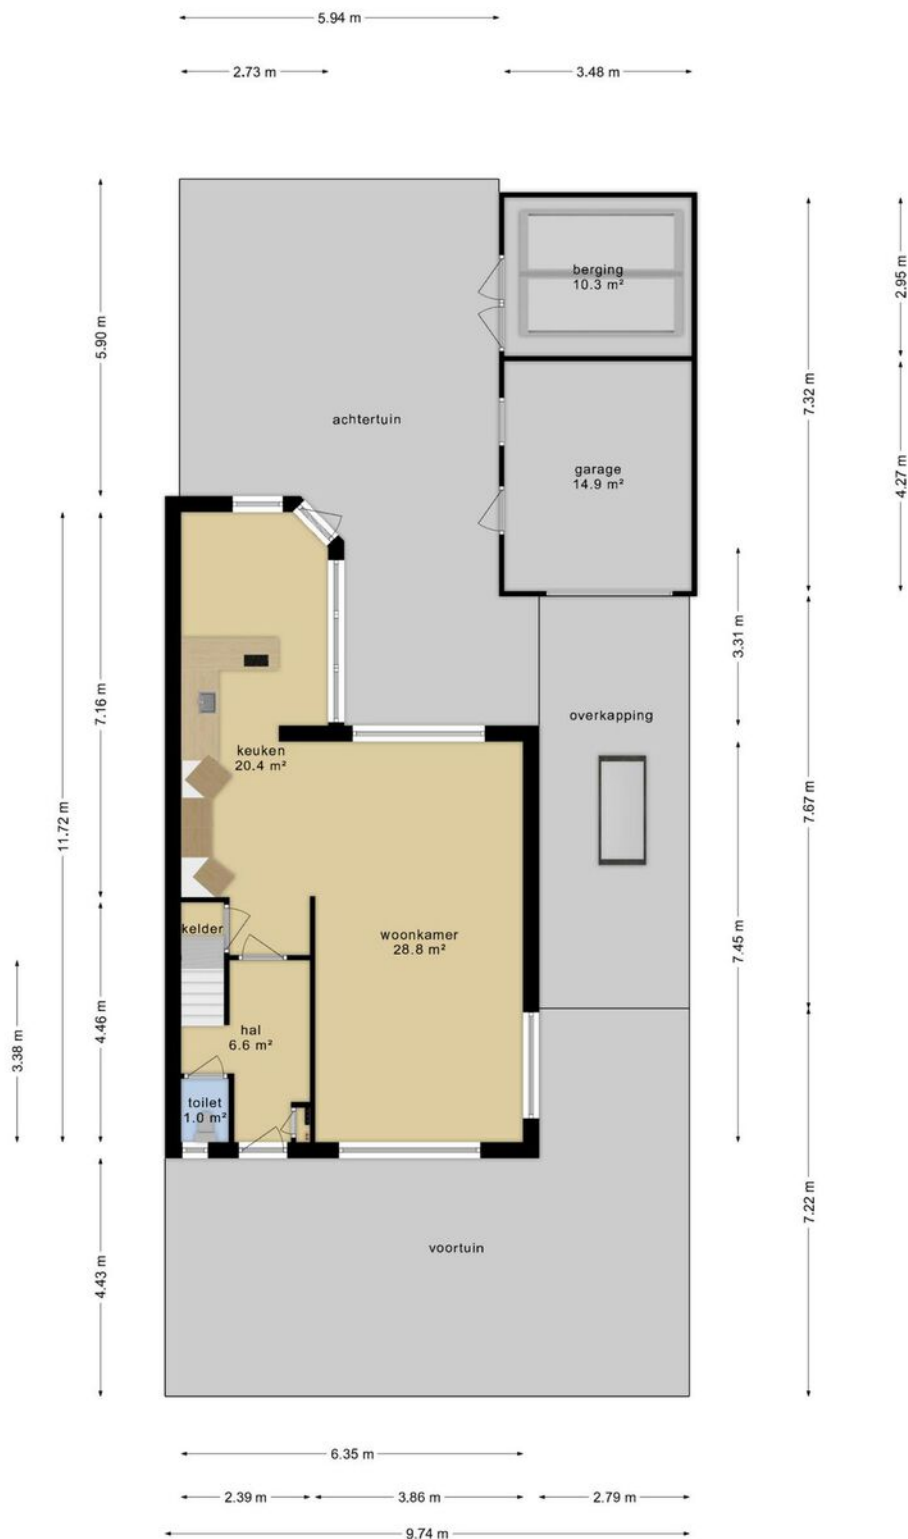 5.94 m
2.73 m
3.48 m
berging
10.3 m²
2.95 m
5.90 m
7.32 m
achtertuin
garage
14.9 m²
4.27 m
3.31 m
7.16 m
overkapping
keuken
20.4 m²
11.72 m
7.67 m
kelder
woonkamer
28.8 m²
7.45 m
4.46 m
hal
6.6 m²
3.38 m
toilet
1.0 m²
7.22 m
voortuin
4.43 m
6.35 m
2.39 m
3.86 m
2.79 m
9.74 m